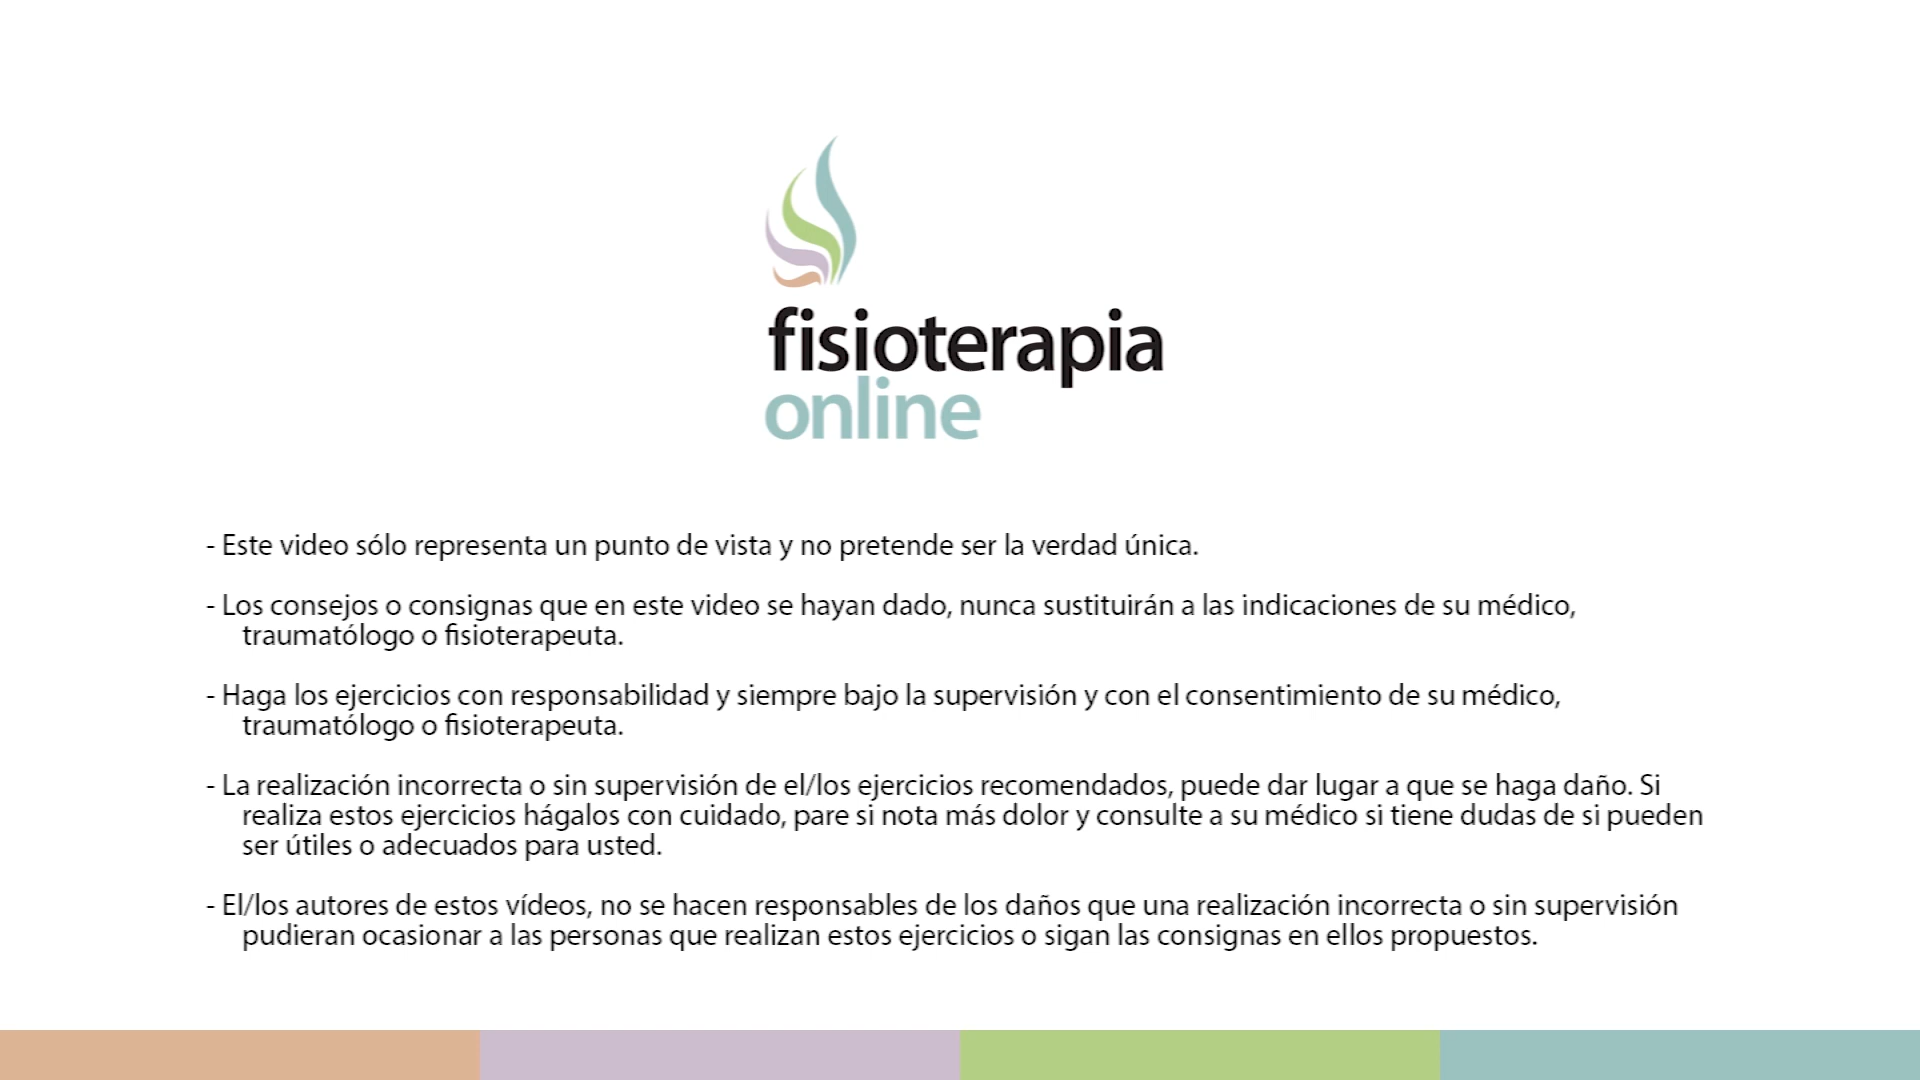 fisioterapia
online
- Este video sólo representa un punto de vista y no pretende ser la verdad única.
- Los consejos o consignas que en este video se hayan dado, nunca sustituirán a las indicaciones de su médico,
traumatólogo o fisioterapeuta.
- Haga los ejercicios con responsabilidad y siempre bajo la supervisión y con el consentimiento de su médico,
traumatólogo o fisioterapeuta.
- La realización incorrecta o sin supervisión de el/los ejercicios recomendados, puede dar lugar a que se haga daño. Si
realiza estos ejercicios hágalos con cuidado, pare si nota más dolor y consulte a su médico si tiene dudas de si pueden
ser útiles o adecuados para usted.
- El/los autores de estos vídeos, no se hacen responsables de los daños que una realización incorrecta o sin supervisión
pudieran ocasionar a las personas que realizan estos ejercicios o sigan las consignas en ellos propuestos.